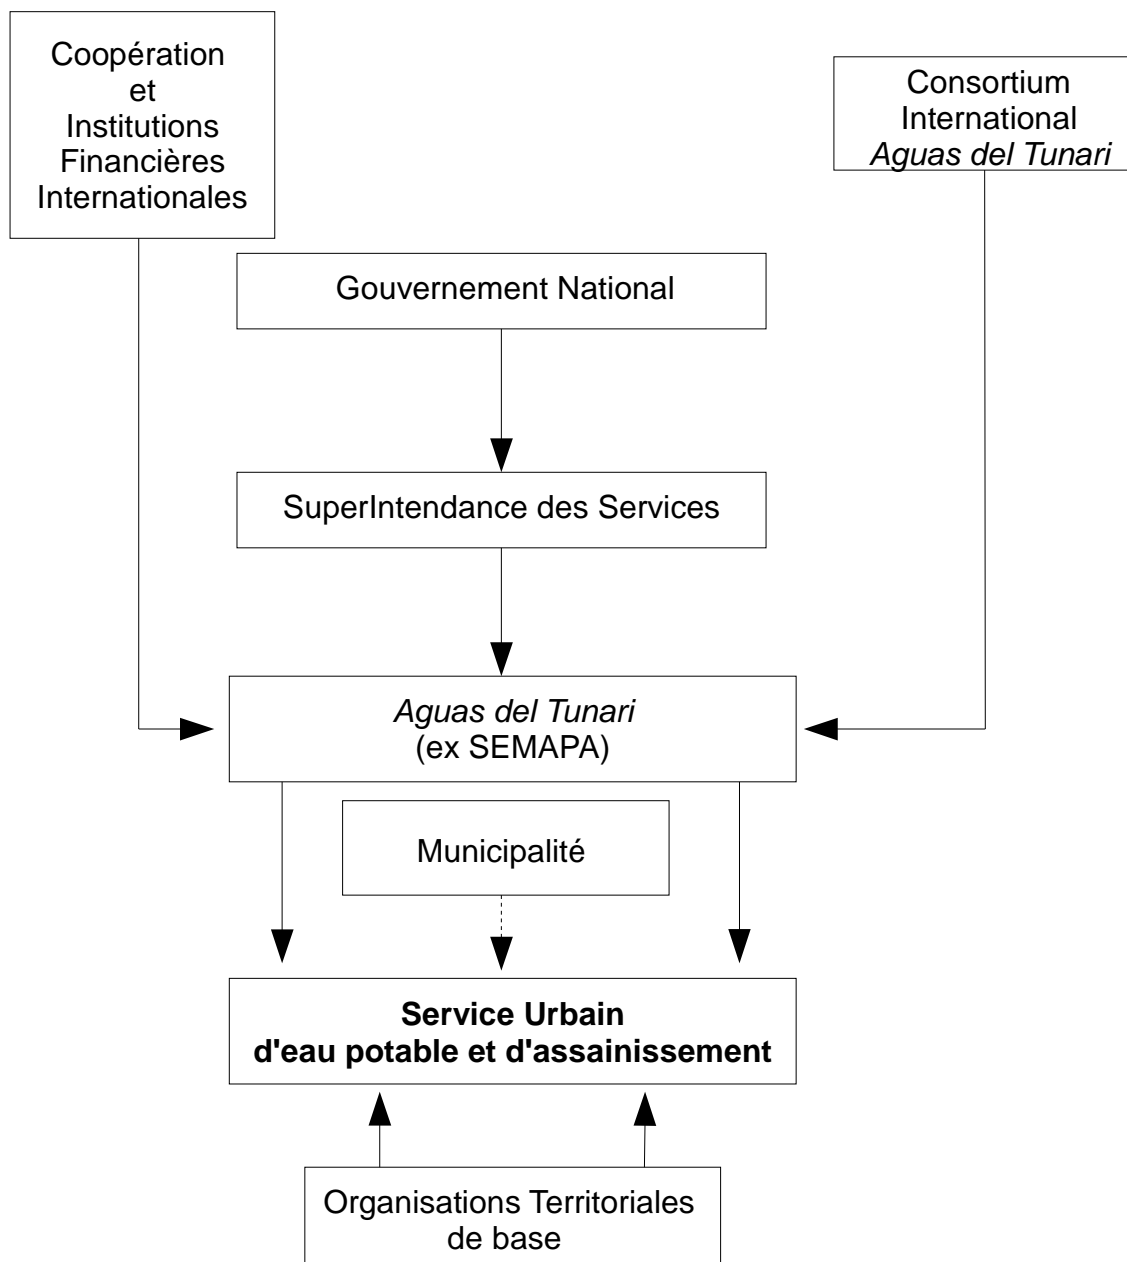 Coopération
et
Institutions
Financières
Internationales
Consortium
International
Aguas del Tunari
Gouvernement National
SuperIntendance des Services
Aguas del Tunari
(ex SEMAPA)
Municipalité
Service Urbain
d'eau potable et d'assainissement
Organisations Territoriales
de base